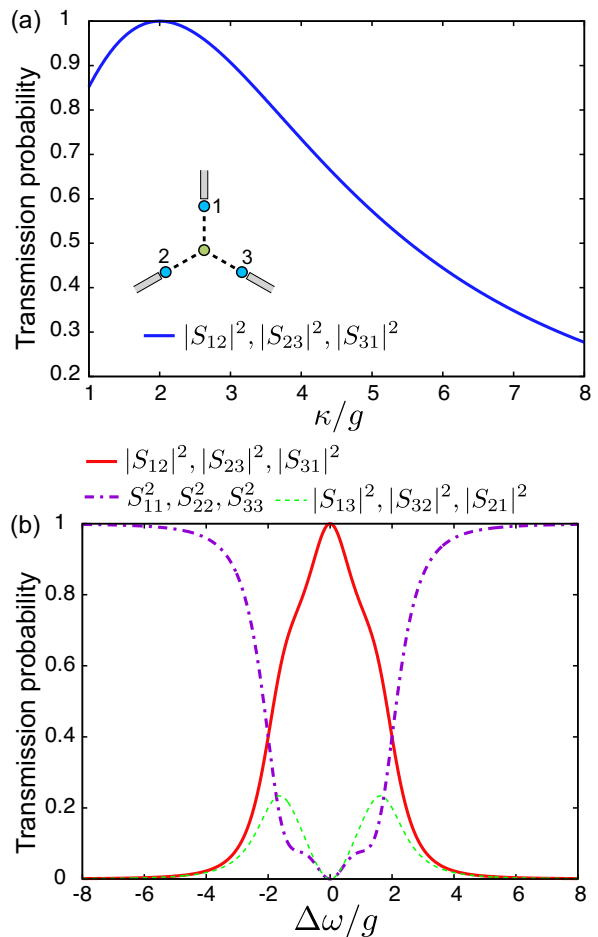 (a)
Transmission probability
1
0.9
0.8
0.7
0.6
0.5
0.4
0.3
0.2
1
2
3
|S₁₂|², |S₂₃|², |S₃₁|²
1 2 3 4 5 6 7 8
κ/g
|S₁₂|², |S₂₃|², |S₃₁|²
S₁₁², S₂₂², S₃₃² |S₁₃|², |S₃₂|², |S₂₁|²
(b)
Transmission probability
1
0.8
0.6
0.4
0.2
0
-8 -6 -4 -2 0 2 4 6 8
Δω/g